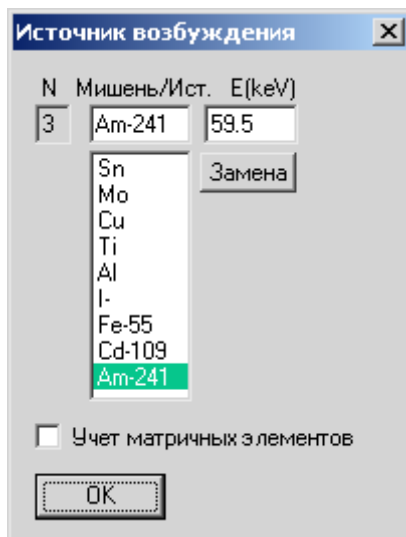 Источник возбуждения
N Мишень/Ист. E(keV)
3 Am-241 59.5
Замена
Sn
Mo
Cu
Ti
Al
I-
Fe-55
Cd-109
Am-241
Учет матричных элементов
OK